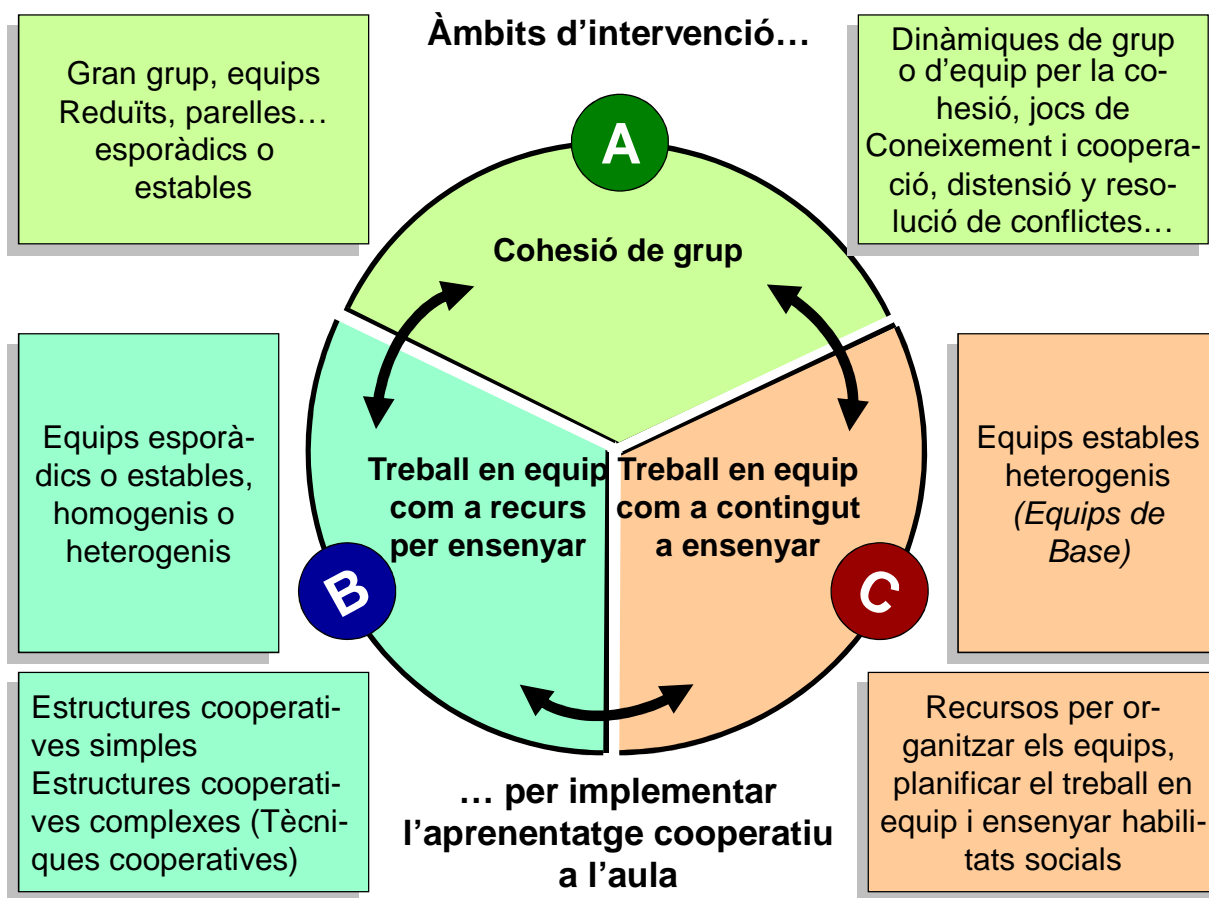 Àmbits d’intervenció…
Gran grup, equips
Reduïts, parelles…
esporàdics o
estables
Dinàmiques de grup
o d’equip per la co-
hesió, jocs de
Coneixement i coopera-
ció, distensió y reso-
lució de conflictes…
A
Cohesió de grup
Equips esporà-
dics o estables,
homogenis o
heterogenis
Treball en equip
com a recurs
per ensenyar
B
Treball en equip
com a contingut
a ensenyar
C
Equips estables
heterogenis
(Equips de
Base)
Estructures cooperati-
ves simples
Estructures cooperati-
ves complexes (Tècni-
ques cooperatives)
… per implementar
l’aprenentatge cooperatiu
a l’aula
Recursos per or-
ganitzar els equips,
planificar el treball en
equip i ensenyar habili-
tats socials